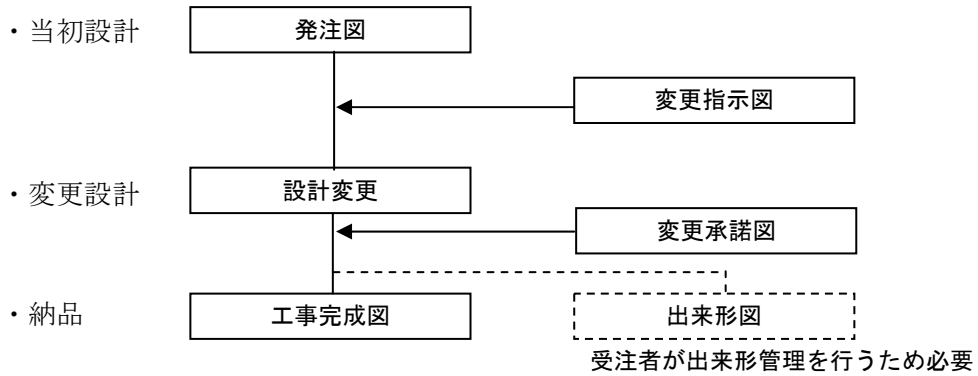 ・当初設計
発注図
変更指示図
・変更設計
設計変更
変更承諾図
・納品
工事完成図
出来形図
受注者が出来形管理を行うため必要